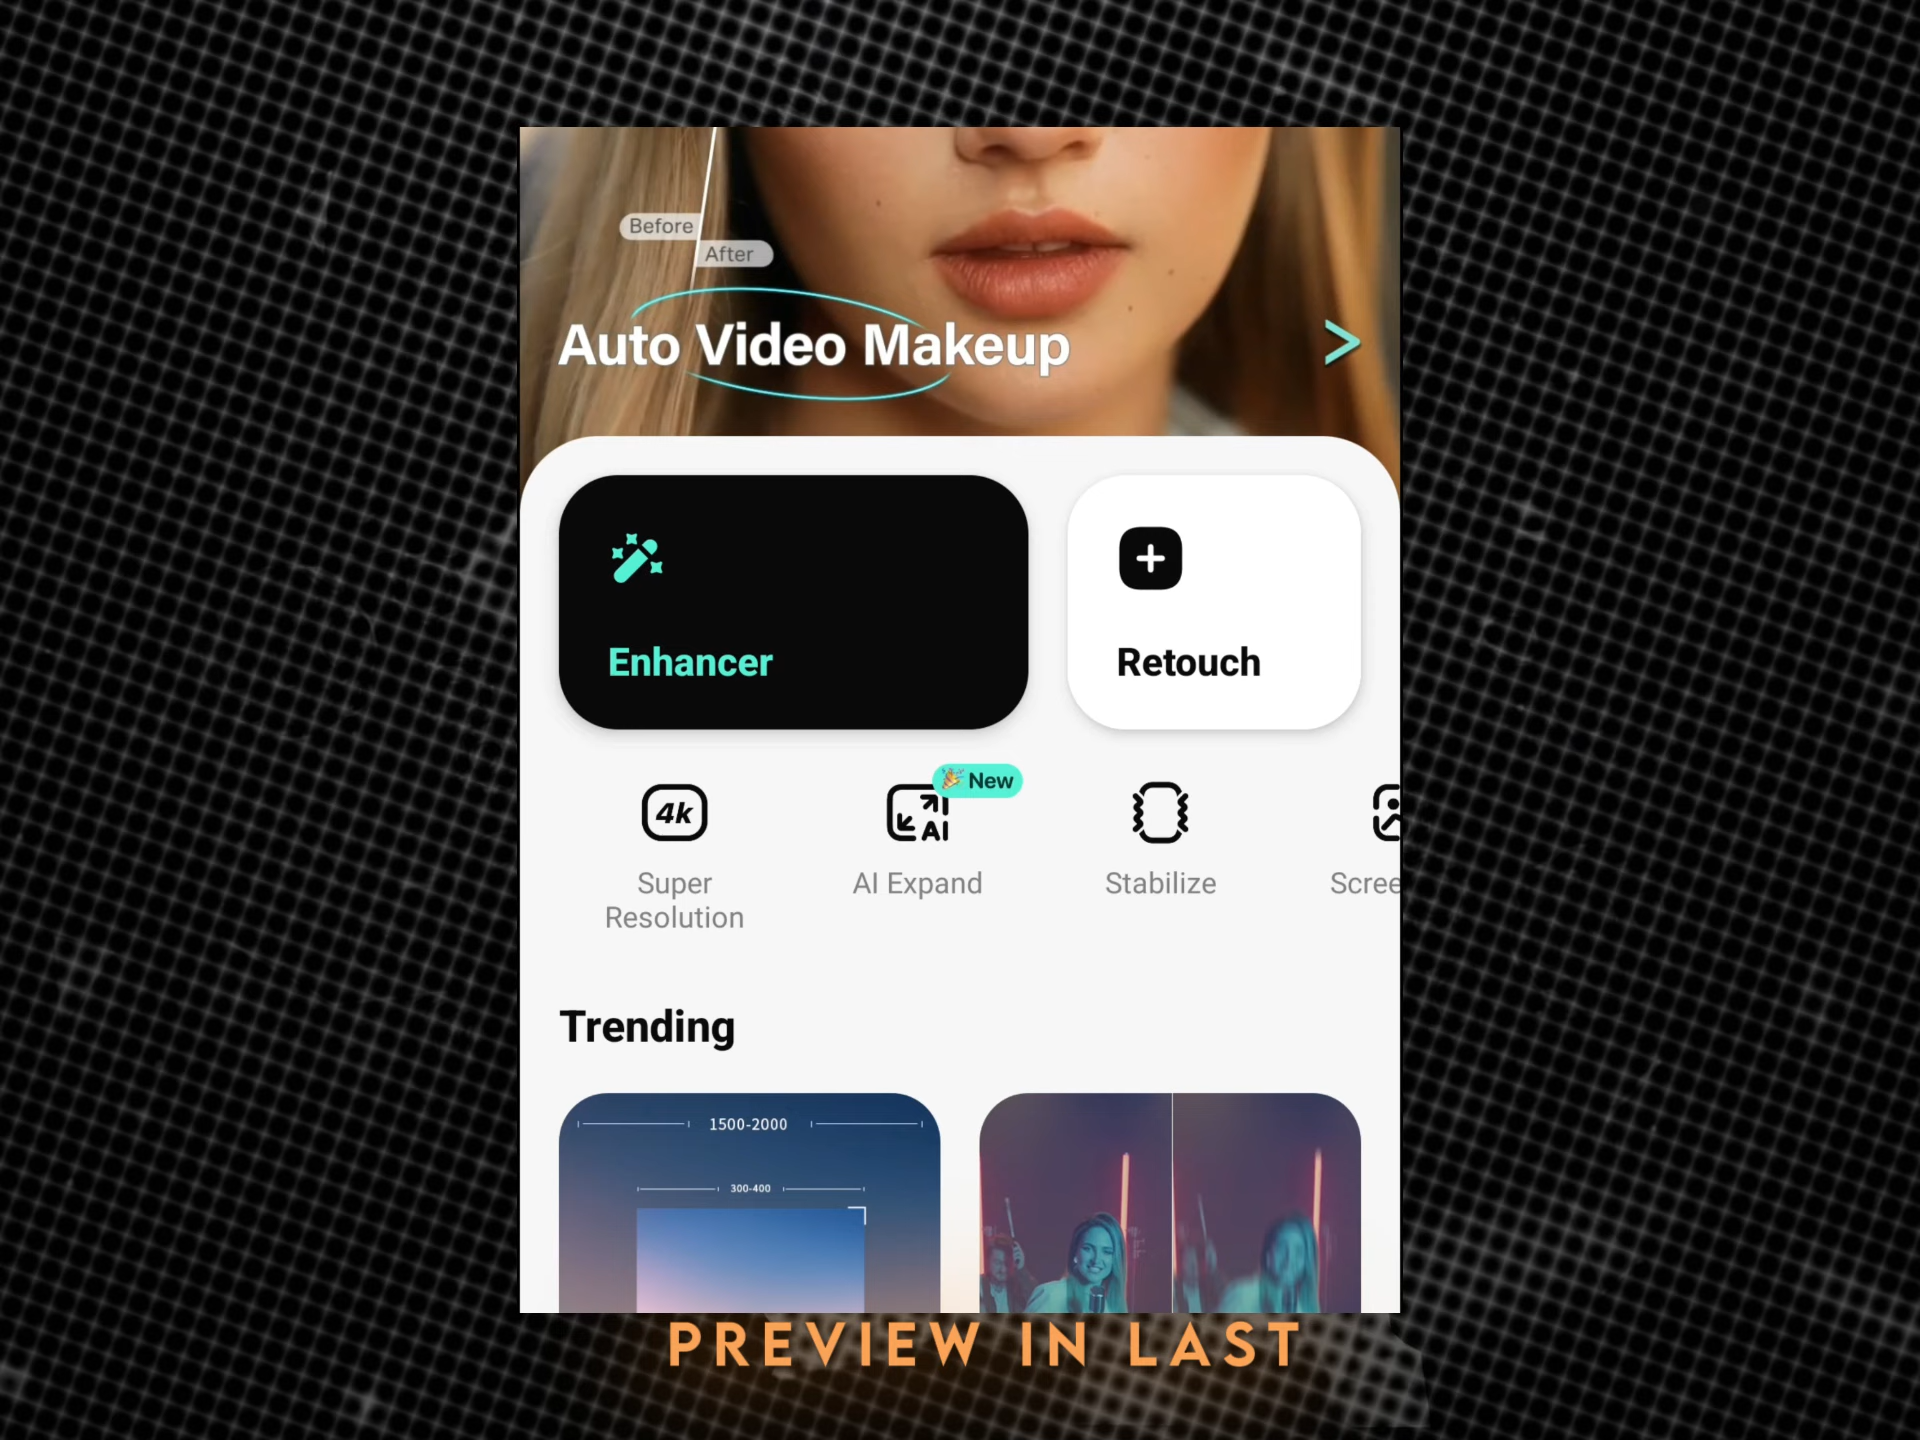 Before
After
Auto Video Makeup
>
Enhancer
Retouch
New
4k
AI
Super
Resolution
AI Expand
Stabilize
Scree
Trending
1500-2000
300-400
PREVIEW IN LAST